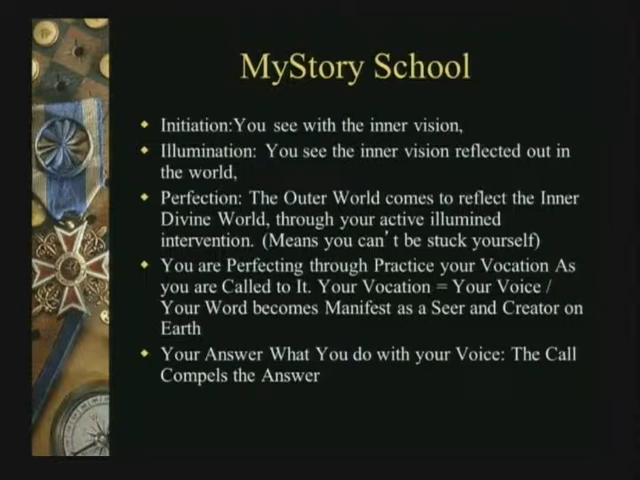 MyStory School
Initiation:You see with the inner vision,
Illumination: You see the inner vision reflected out in
the world,
Perfection: The Outer World comes to reflect the Inner
Divine World, through your active illumined
intervention. (Means you can’t be stuck yourself)
You are Perfecting through Practice your Vocation As
you are Called to It. Your Vocation = Your Voice /
Your Word becomes Manifest as a Seer and Creator on
Earth
Your Answer What You do with your Voice: The Call
Compels the Answer